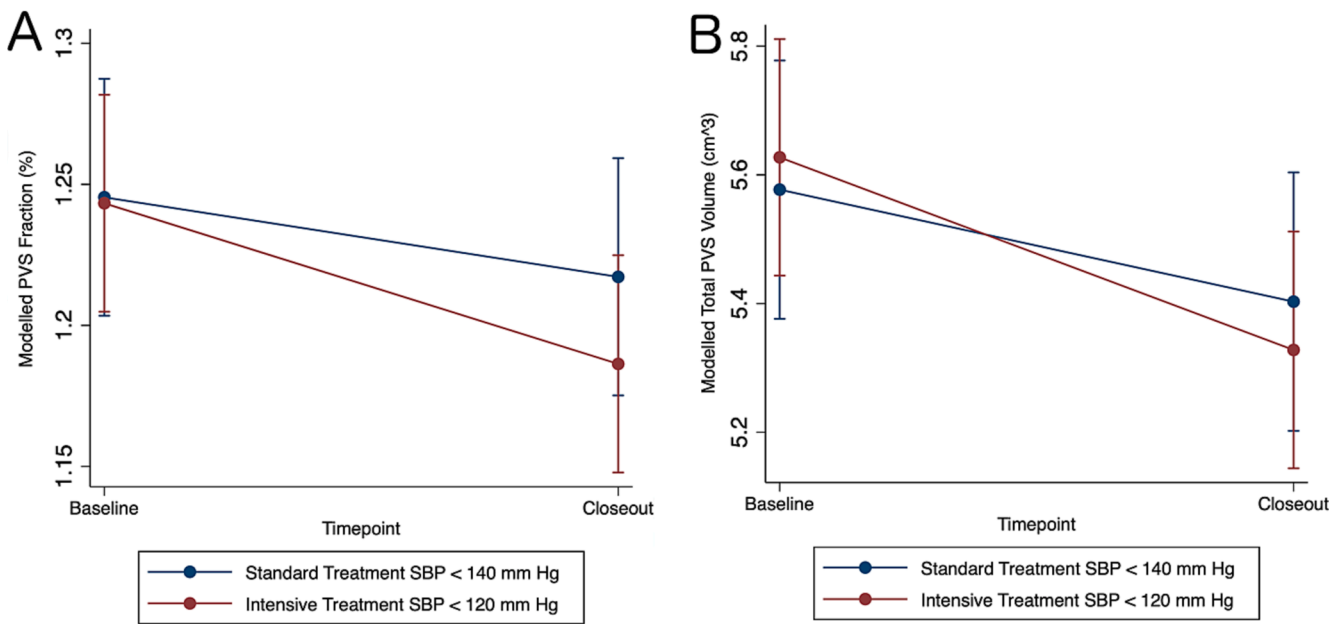 A
Modelled PVS Fraction (%)
1.3
1.25
1.2
1.15
Baseline
Closeout
Timepoint
Standard Treatment SBP < 140 mm Hg
Intensive Treatment SBP < 120 mm Hg
B
Modelled Total PVS Volume (cm^3)
5.8
5.6
5.4
5.2
Baseline
Closeout
Timepoint
Standard Treatment SBP < 140 mm Hg
Intensive Treatment SBP < 120 mm Hg